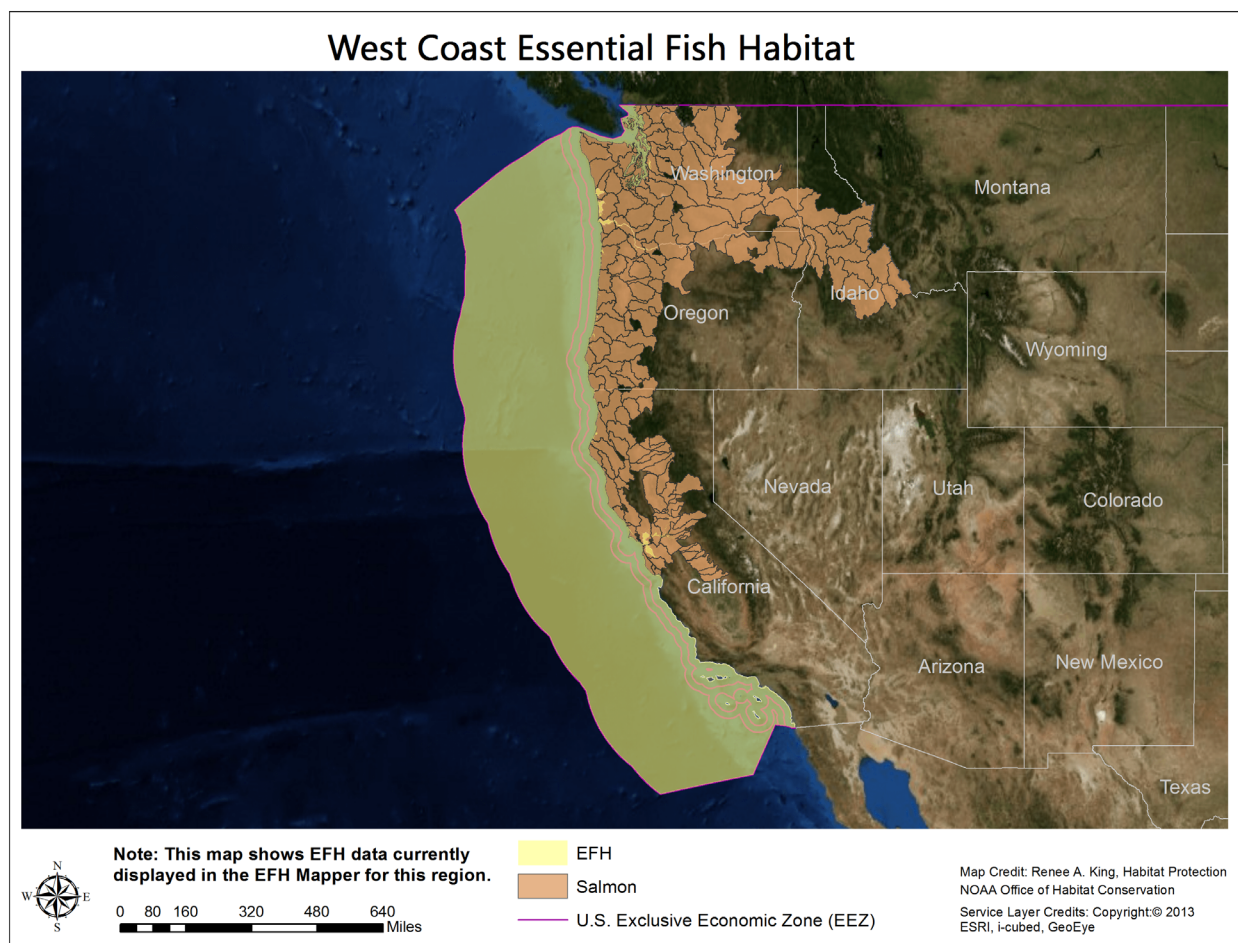 West Coast Essential Fish Habitat
Washington
Montana
Oregon
Idaho
Wyoming
Nevada
Utah
Colorado
California
Arizona
New Mexico
Texas
Note: This map shows EFH data currently
displayed in the EFH Mapper for this region.
N
W E
S
0 80 160 320 480 640
Miles
EFH
Salmon
U.S. Exclusive Economic Zone (EEZ)
Map Credit: Renee A. King, Habitat Protection
NOAA Office of Habitat Conservation
Service Layer Credits: Copyright:© 2013
ESRI, i-cubed, GeoEye